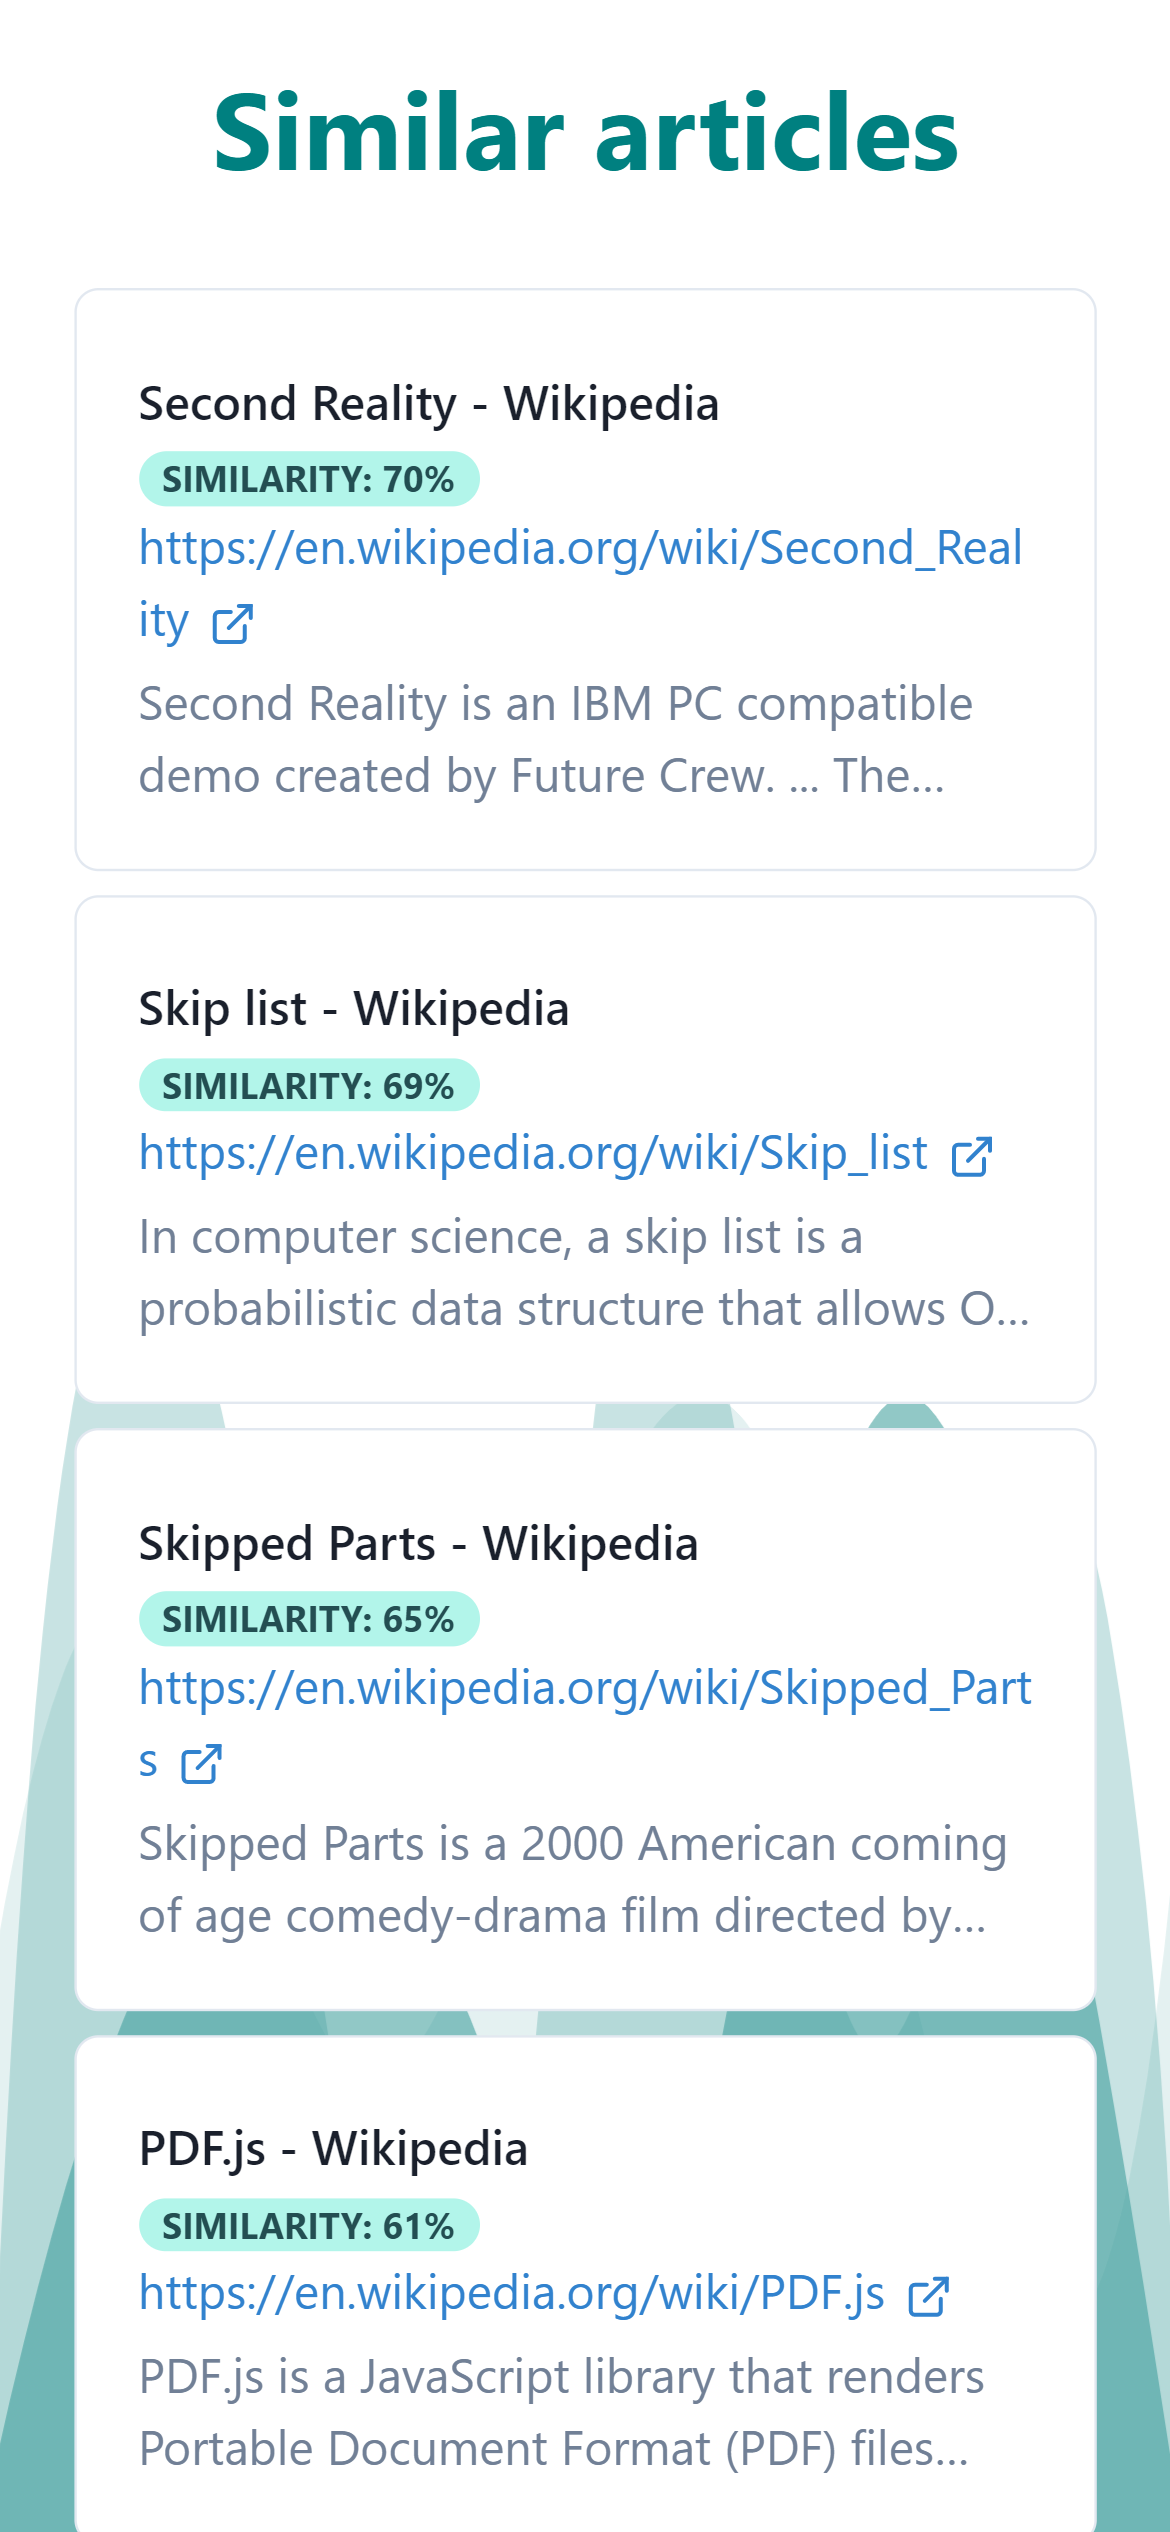 Similar articles
Second Reality - Wikipedia
SIMILARITY: 70%
https://en.wikipedia.org/wiki/Second_Real
ity
Second Reality is an IBM PC compatible
demo created by Future Crew. ... The...
Skip list - Wikipedia
SIMILARITY: 69%
https://en.wikipedia.org/wiki/Skip_list
In computer science, a skip list is a
probabilistic data structure that allows O...
Skipped Parts - Wikipedia
SIMILARITY: 65%
https://en.wikipedia.org/wiki/Skipped_Part
s
Skipped Parts is a 2000 American coming
of age comedy-drama film directed by...
PDF.js - Wikipedia
SIMILARITY: 61%
https://en.wikipedia.org/wiki/PDF.js
PDF.js is a JavaScript library that renders
Portable Document Format (PDF) files...